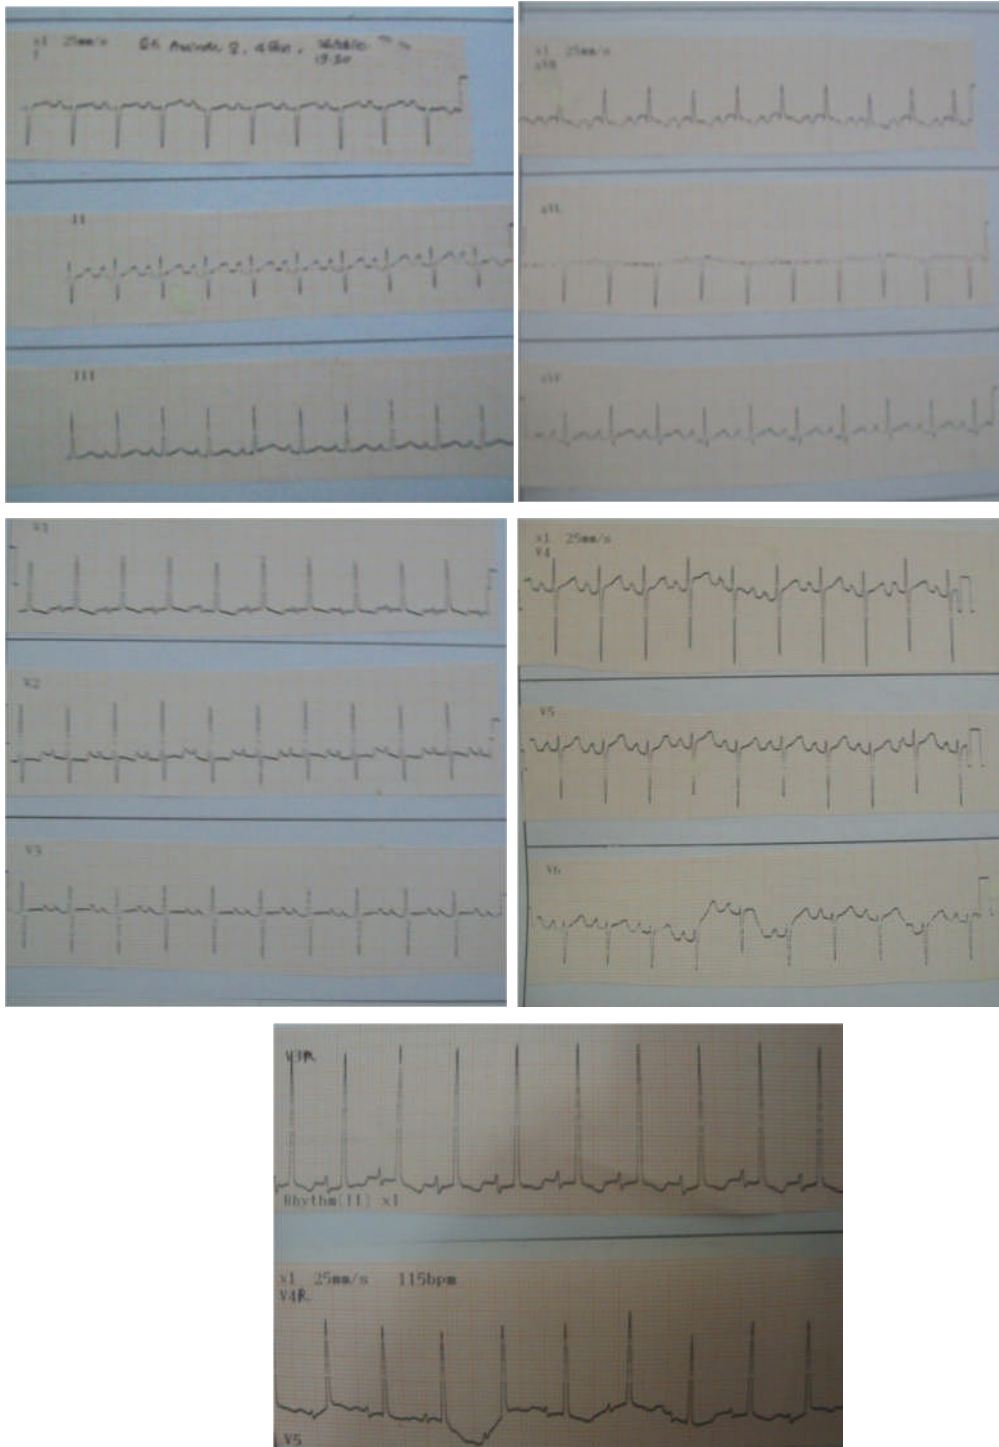 x1 25mm/s
I
II
III
x1 25mm/s
aVR
aVL
aVF
V1
V2
V3
x1 25mm/s
V4
V5
V6
V3R
Rhythm(II) x1
x1 25mm/s 115bpm
V4R
V5